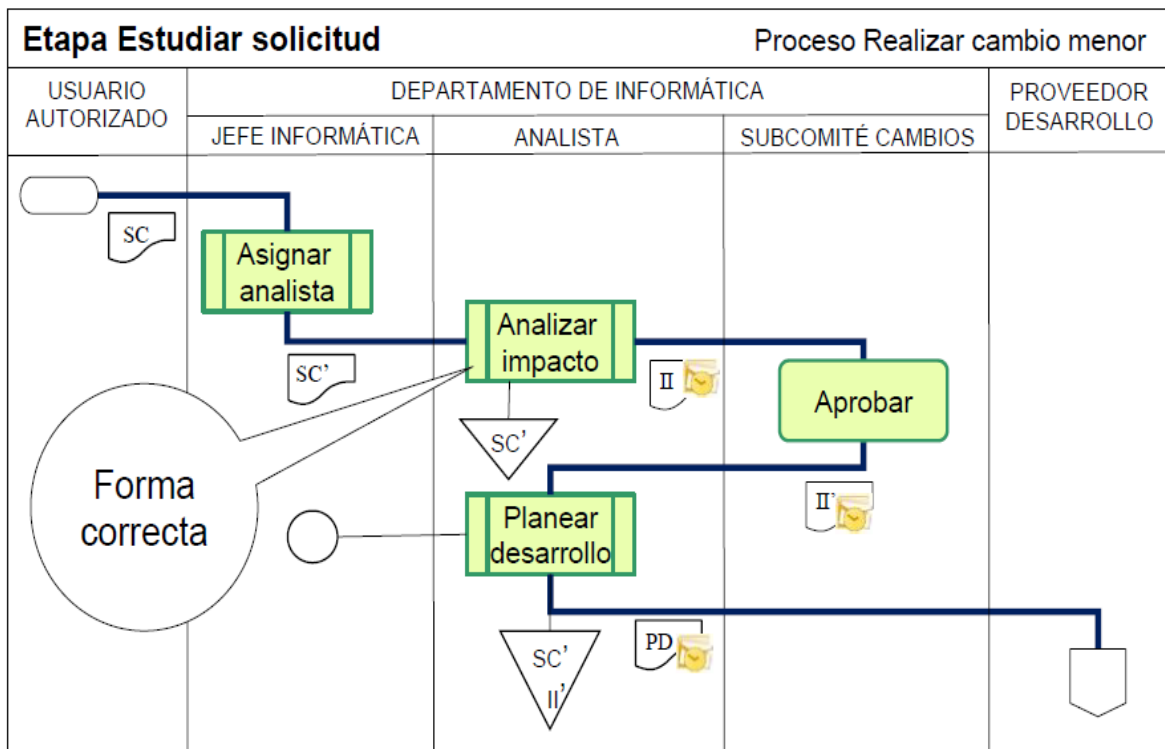 Etapa Estudiar solicitud
Proceso Realizar cambio menor
USUARIO
AUTORIZADO
DEPARTAMENTO DE INFORMÁTICA
PROVEEDOR
DESARROLLO
JEFE INFORMÁTICA
ANALISTA
SUBCOMITÉ CAMBIOS
SC
Asignar
analista
SC’
Analizar
impacto
II
Aprobar
SC’
Forma
correcta
II’
Planear
desarrollo
PD
SC’
II’